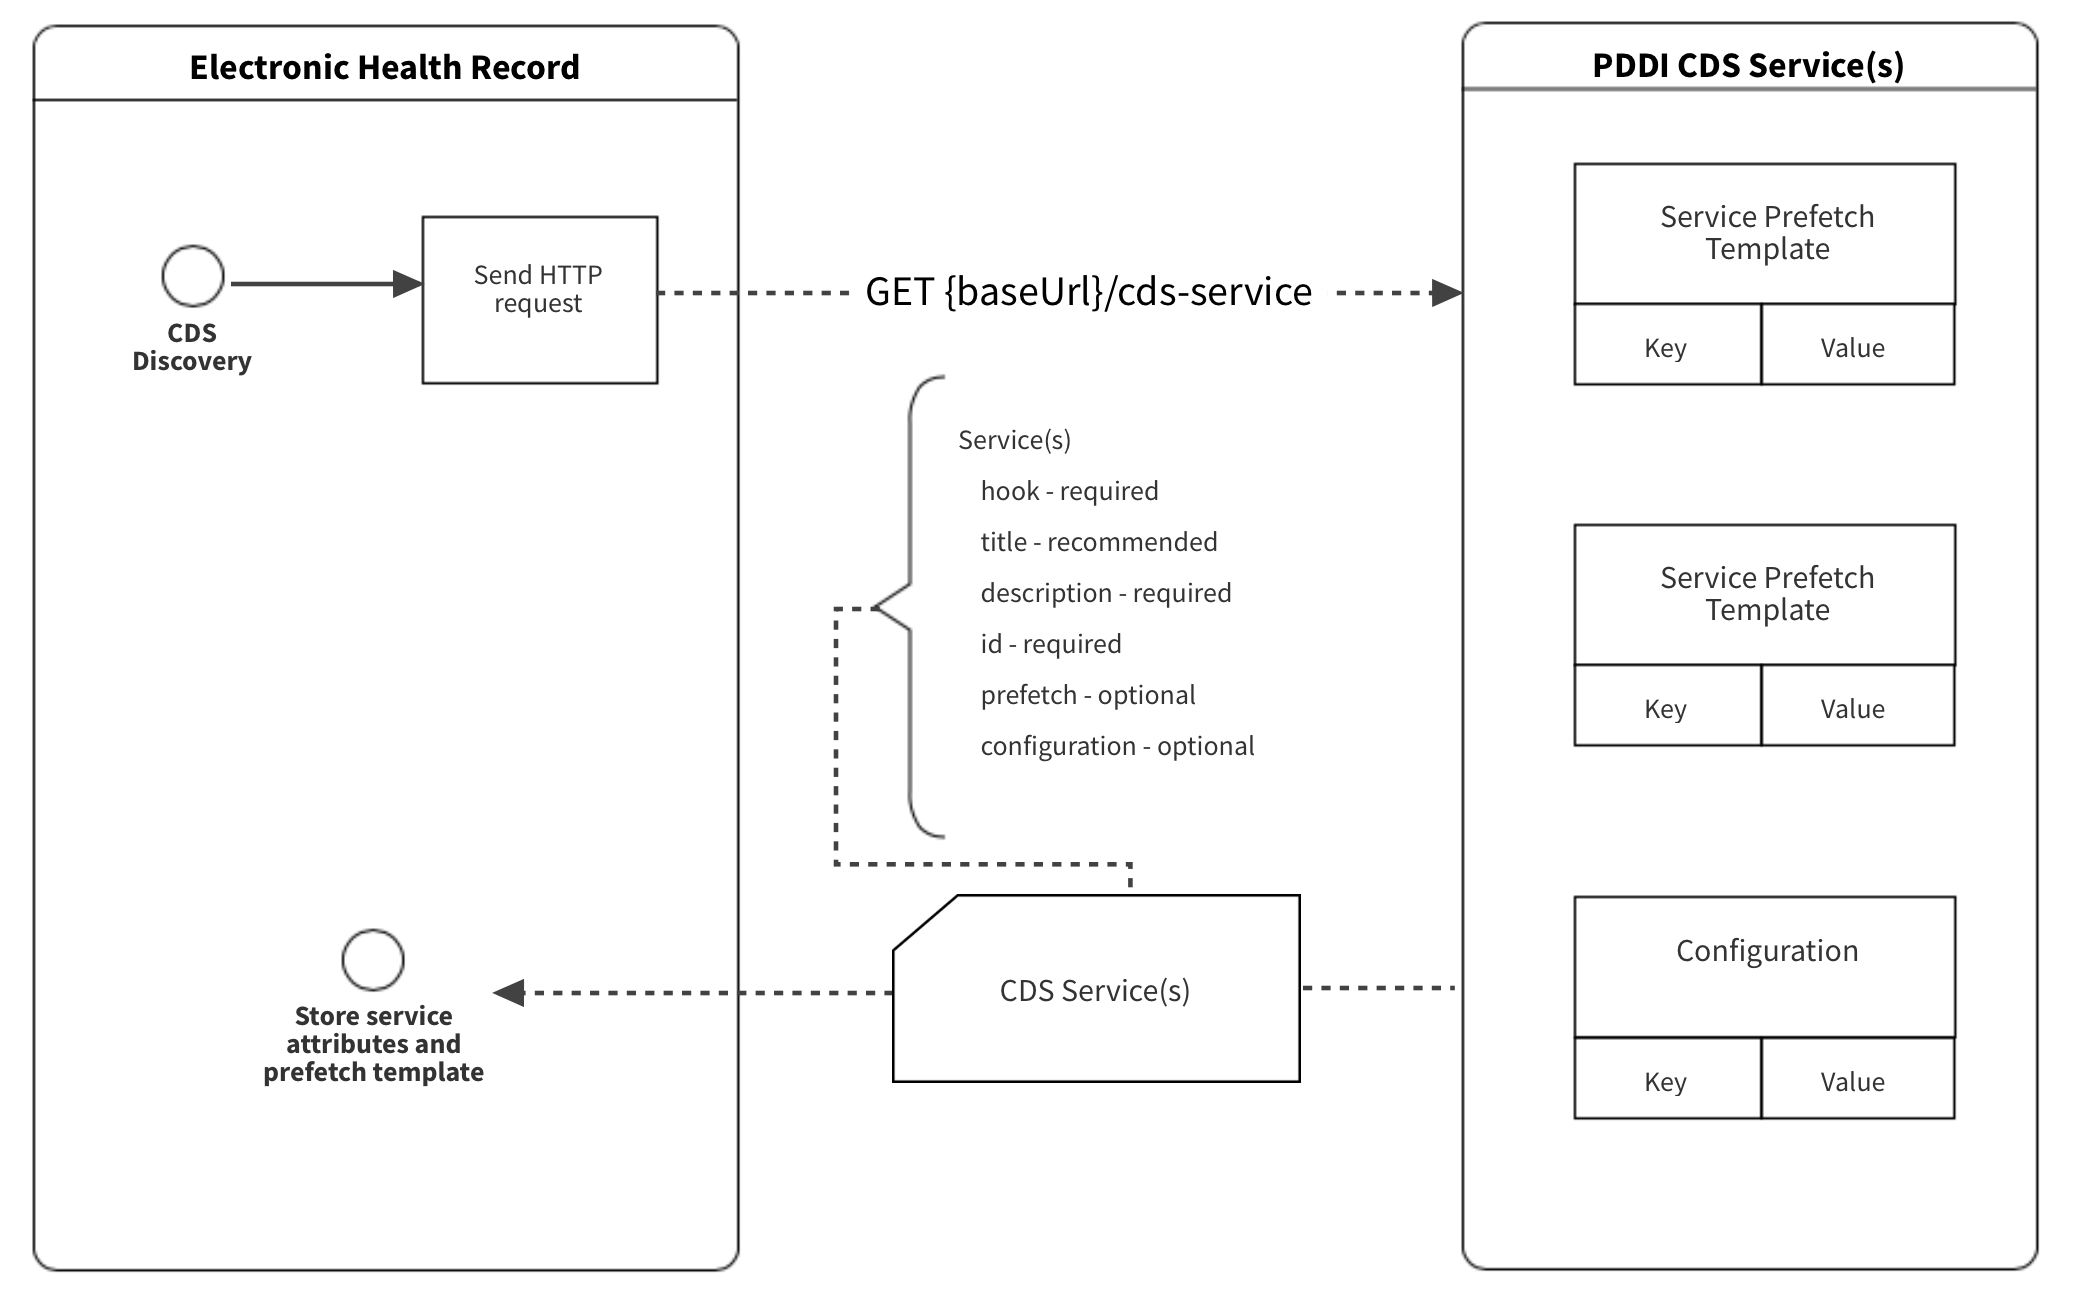 Electronic Health Record
CDS
Discovery
Send HTTP
request
GET {baseUrl}/cds-service
Service(s)
hook - required
title - recommended
description - required
id - required
prefetch - optional
configuration - optional
CDS Service(s)
Store service
attributes and
prefetch template
PDDI CDS Service(s)
Service Prefetch
Template
Key Value
Service Prefetch
Template
Key Value
Configuration
Key Value